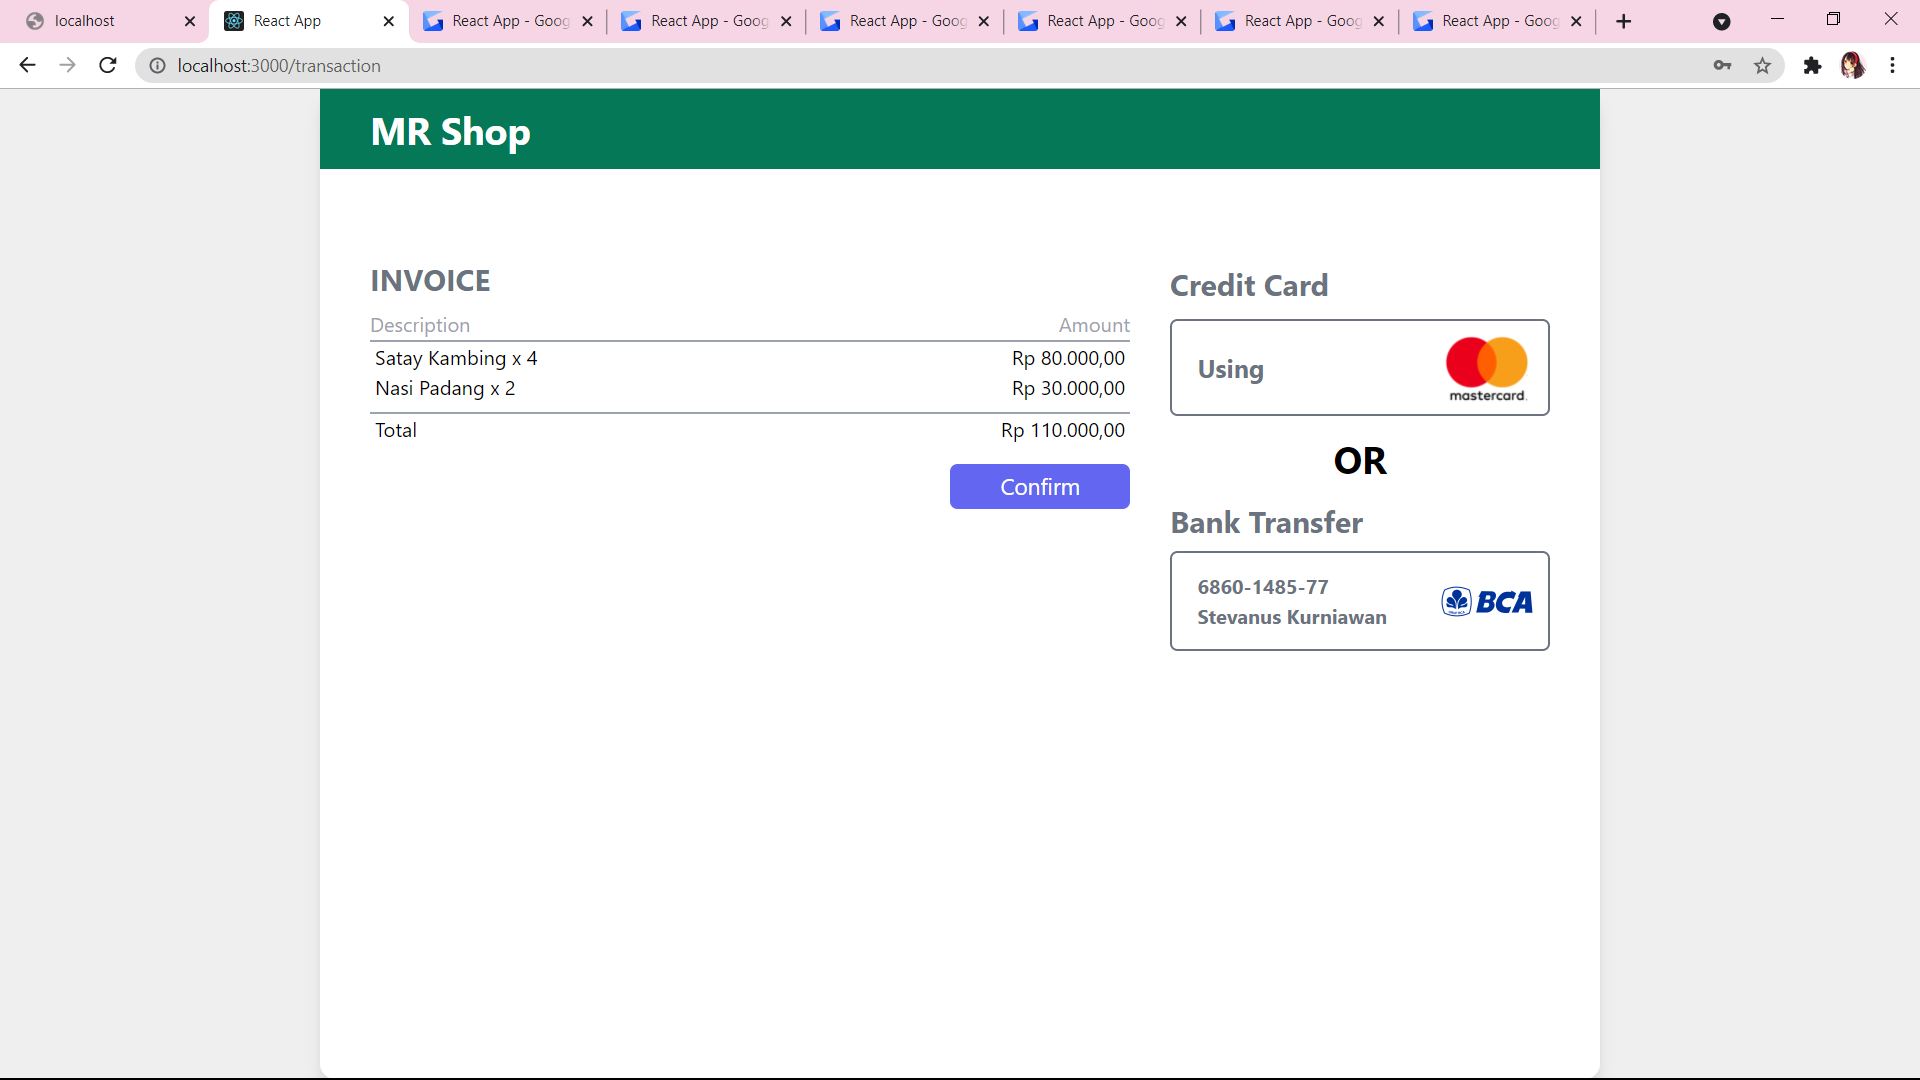 localhost
React App
React App - Goog
React App - Goog
React App - Goog
React App - Goog
React App - Goog
React App - Goog
localhost:3000/transaction
MR Shop
INVOICE
Description Amount
Satay Kambing x 4 Rp 80.000,00
Nasi Padang x 2 Rp 30.000,00
Total Rp 110.000,00
Confirm
Credit Card
Using
mastercard.
OR
Bank Transfer
6860-1485-77
Stevanus Kurniawan
BCA